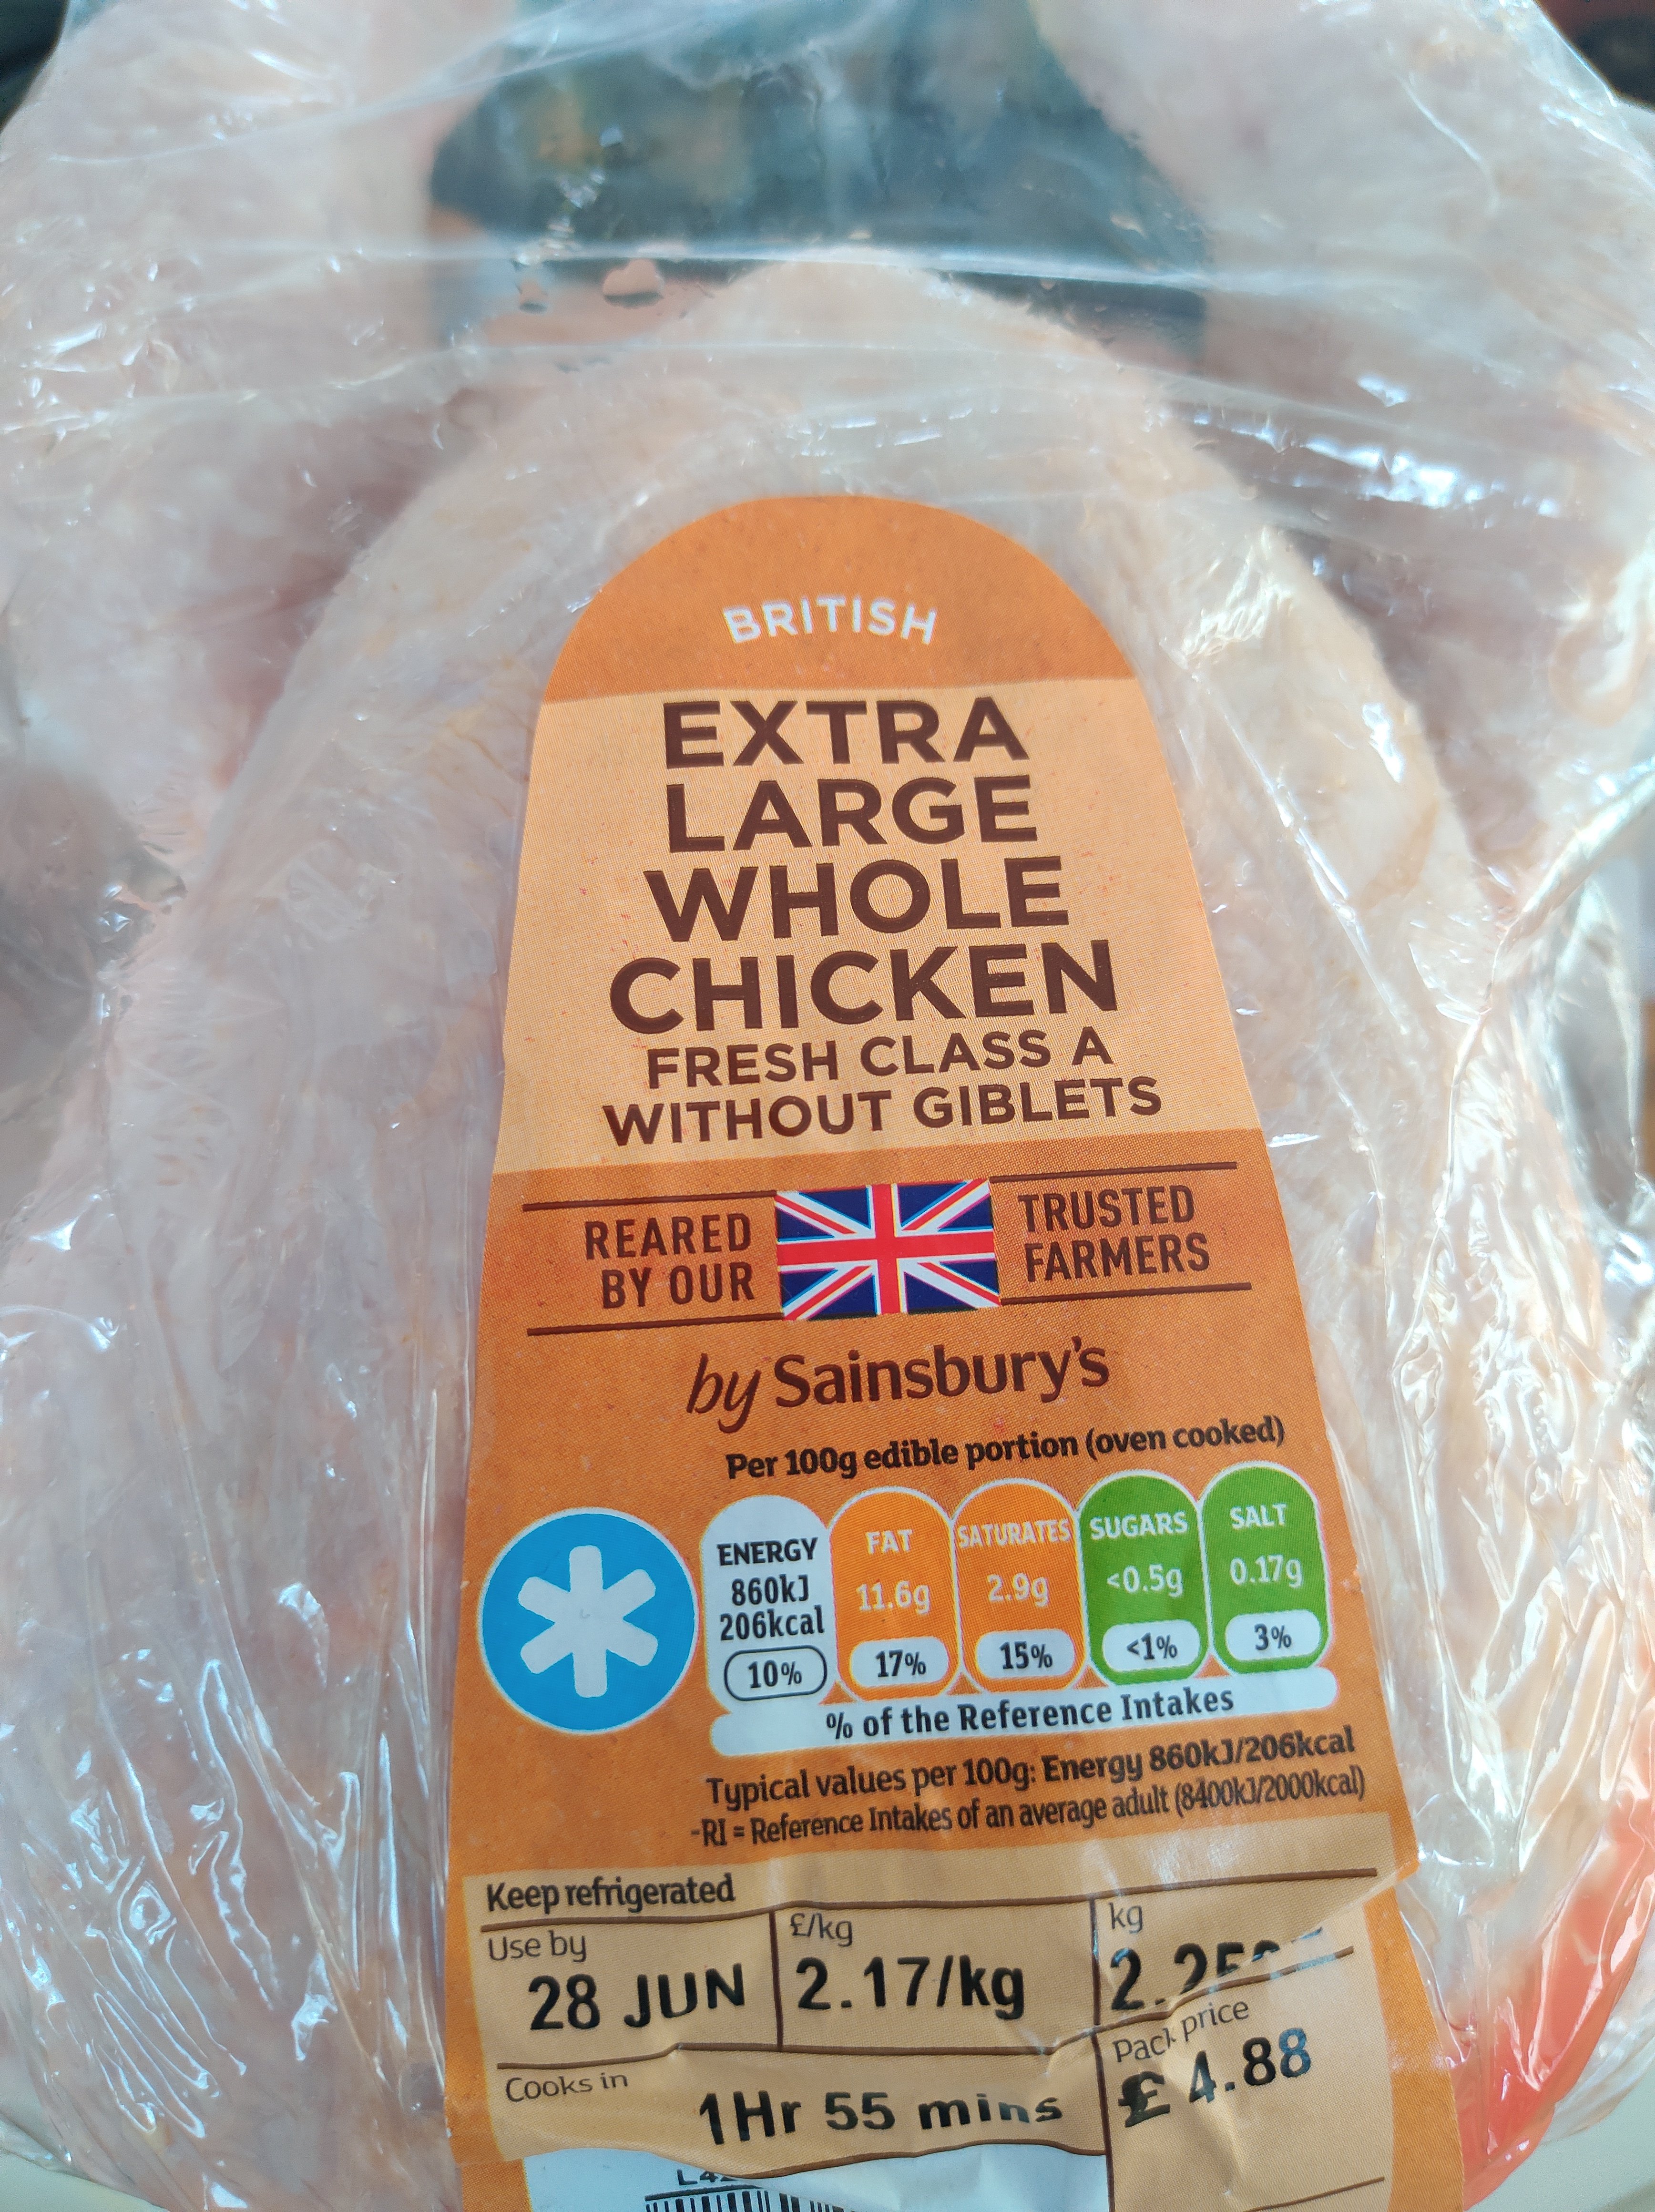 BRITISH
EXTRA
LARGE
WHOLE
CHICKEN
FRESH CLASS A
WITHOUT GIBLETS
REARED
BY OUR
TRUSTED
FARMERS
by Sainsbury's
Per 100g edible portion (oven cooked)
ENERGY
860kJ
206kcal
10%
FAT
11.6g
17%
SATURATES
2.9g
15%
SUGARS
<0.5g
<1%
SALT
0.17g
3%
% of the Reference Intakes
Typical values per 100g: Energy 860kJ/206kcal
-RI = Reference Intakes of an average adult (8400kJ/2000kcal)
Keep refrigerated
Use by
28 JUN
£/kg
2.17/kg
kg
Pack price
£4.88
Cooks in
1Hr 55 mins